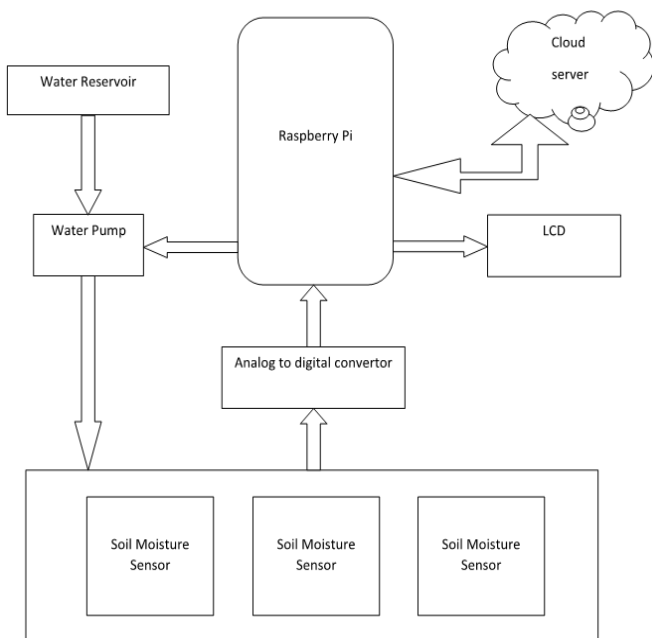 Cloud
server
Water Reservoir
Raspberry Pi
Water Pump
LCD
Analog to digital convertor
Soil Moisture
Sensor
Soil Moisture
Sensor
Soil Moisture
Sensor